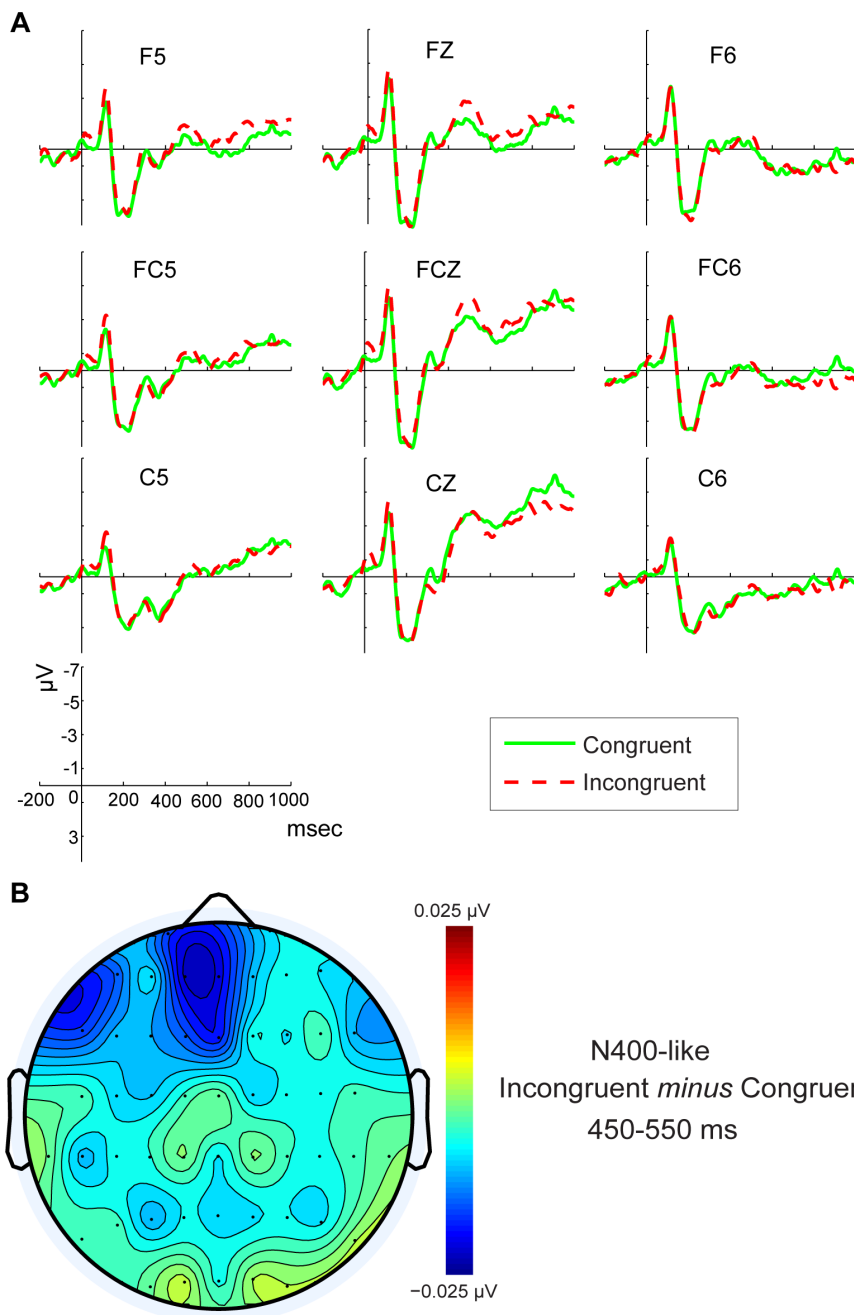 A
F5 FZ F6
FC5 FCZ FC6
C5 CZ C6
µV
-7
-5
-3
-1
-200 0 200 400 600 800 1000
msec
3
Congruent
Incongruent
B
0.025 µV
−0.025 µV
N400-like
Incongruent minus Congruer
450-550 ms